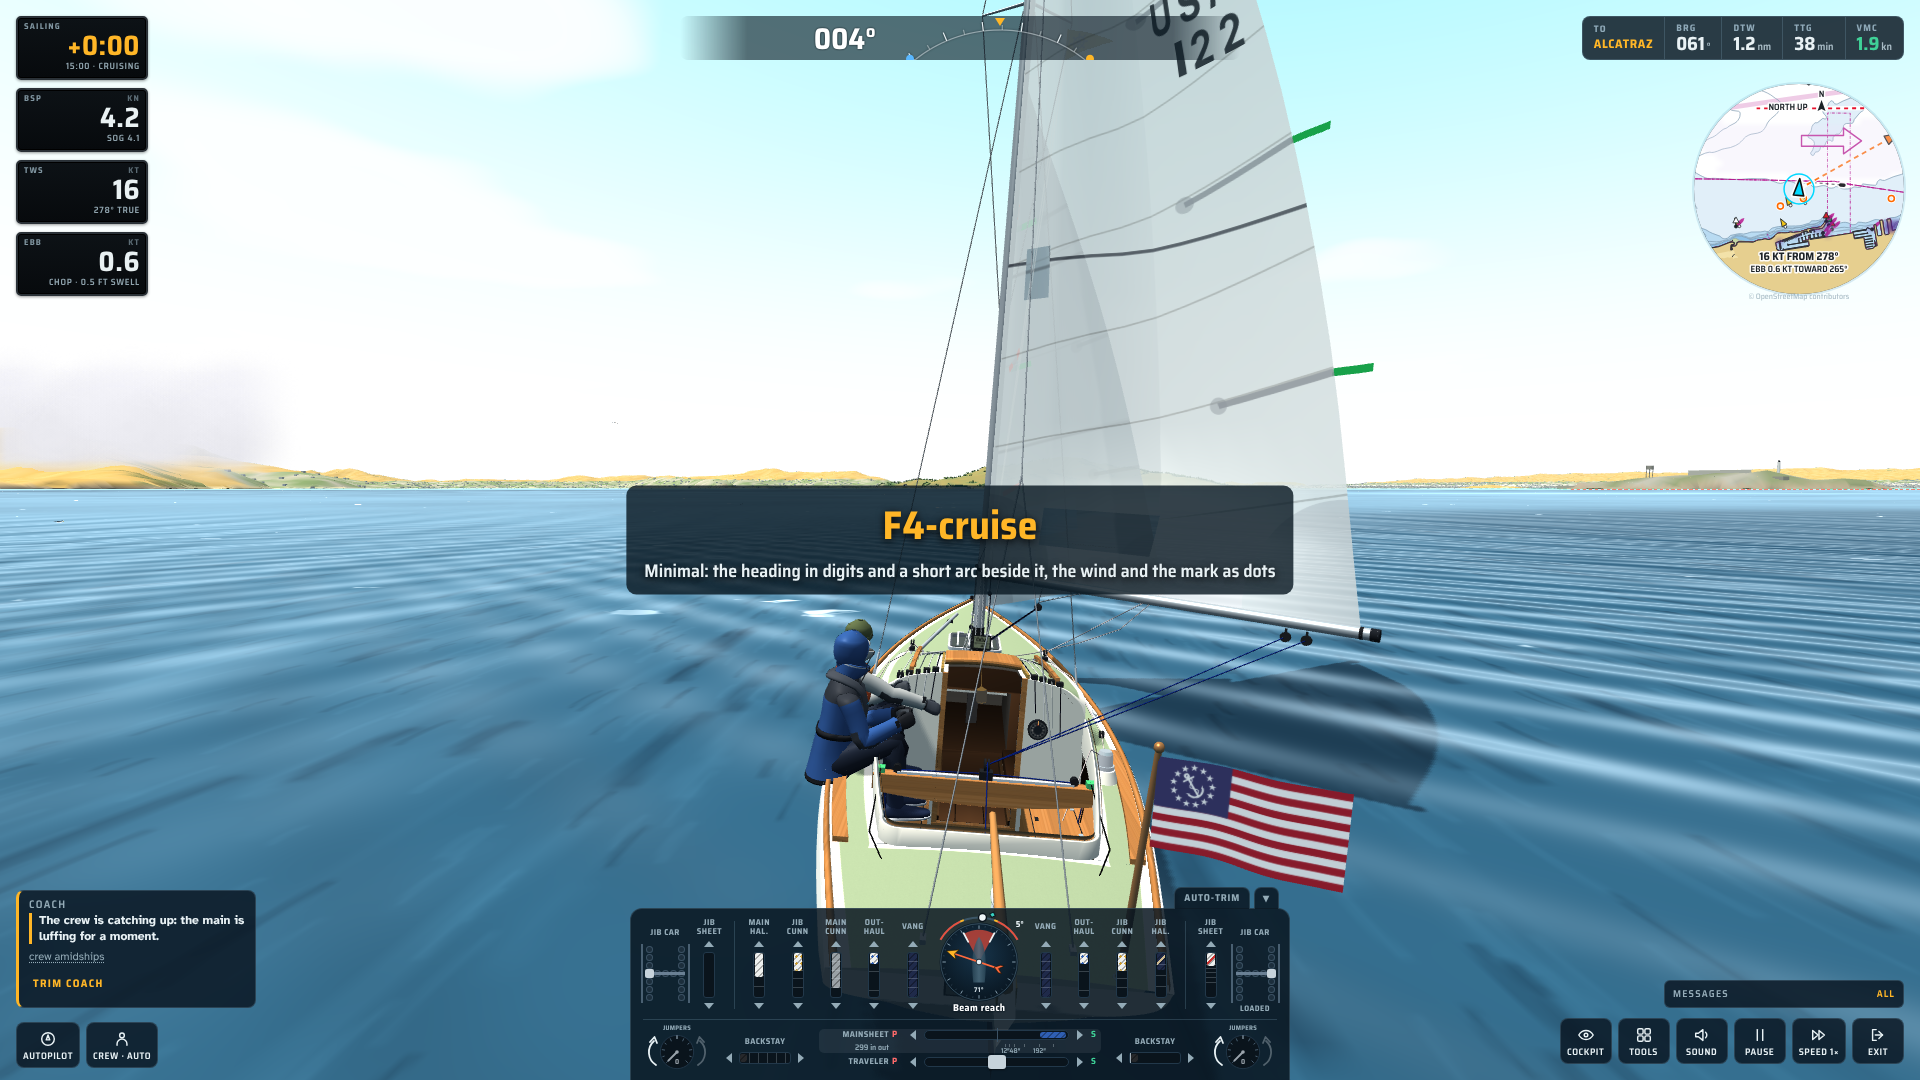 SAILING
+0:00
15:00 · CRUISING
BSP KN
4.2
SOG 4.1
TWS KT
16
278° TRUE
EBB KT
0.6
CHOP · 0.5 FT SWELL
004°
122
TO ALCATRAZ
BRG 061°
DTW 1.2 nm
TTG 38 min
VMC 1.9 kn
N
NORTH UP
16 KT FROM 278°
EBB 0.6 KT TOWARD 265°
© OpenStreetMap contributors
F4-cruise
Minimal: the heading in digits and a short arc beside it, the wind and the mark as dots
COACH
The crew is catching up: the main is
luffing for a moment.
crew amidships
TRIM COACH
AUTOPILOT
CREW · AUTO
AUTO-TRIM
▼
JIB CAR
JIB SHEET
MAIN HAL.
JIB CUNN
MAIN CUNN
OUT-HAUL
VANG
5°
71°
Beam reach
VANG
OUT-HAUL
JIB CUNN
JIB HAL.
JIB SHEET
JIB CAR
LOADED
JUMPERS
0
BACKSTAY
MAINSHEET P
S
299 in out
12°48° 192°
TRAVELER P
S
BACKSTAY
JUMPERS
0
MESSAGES ALL
COCKPIT
TOOLS
SOUND
PAUSE
SPEED 1×
EXIT